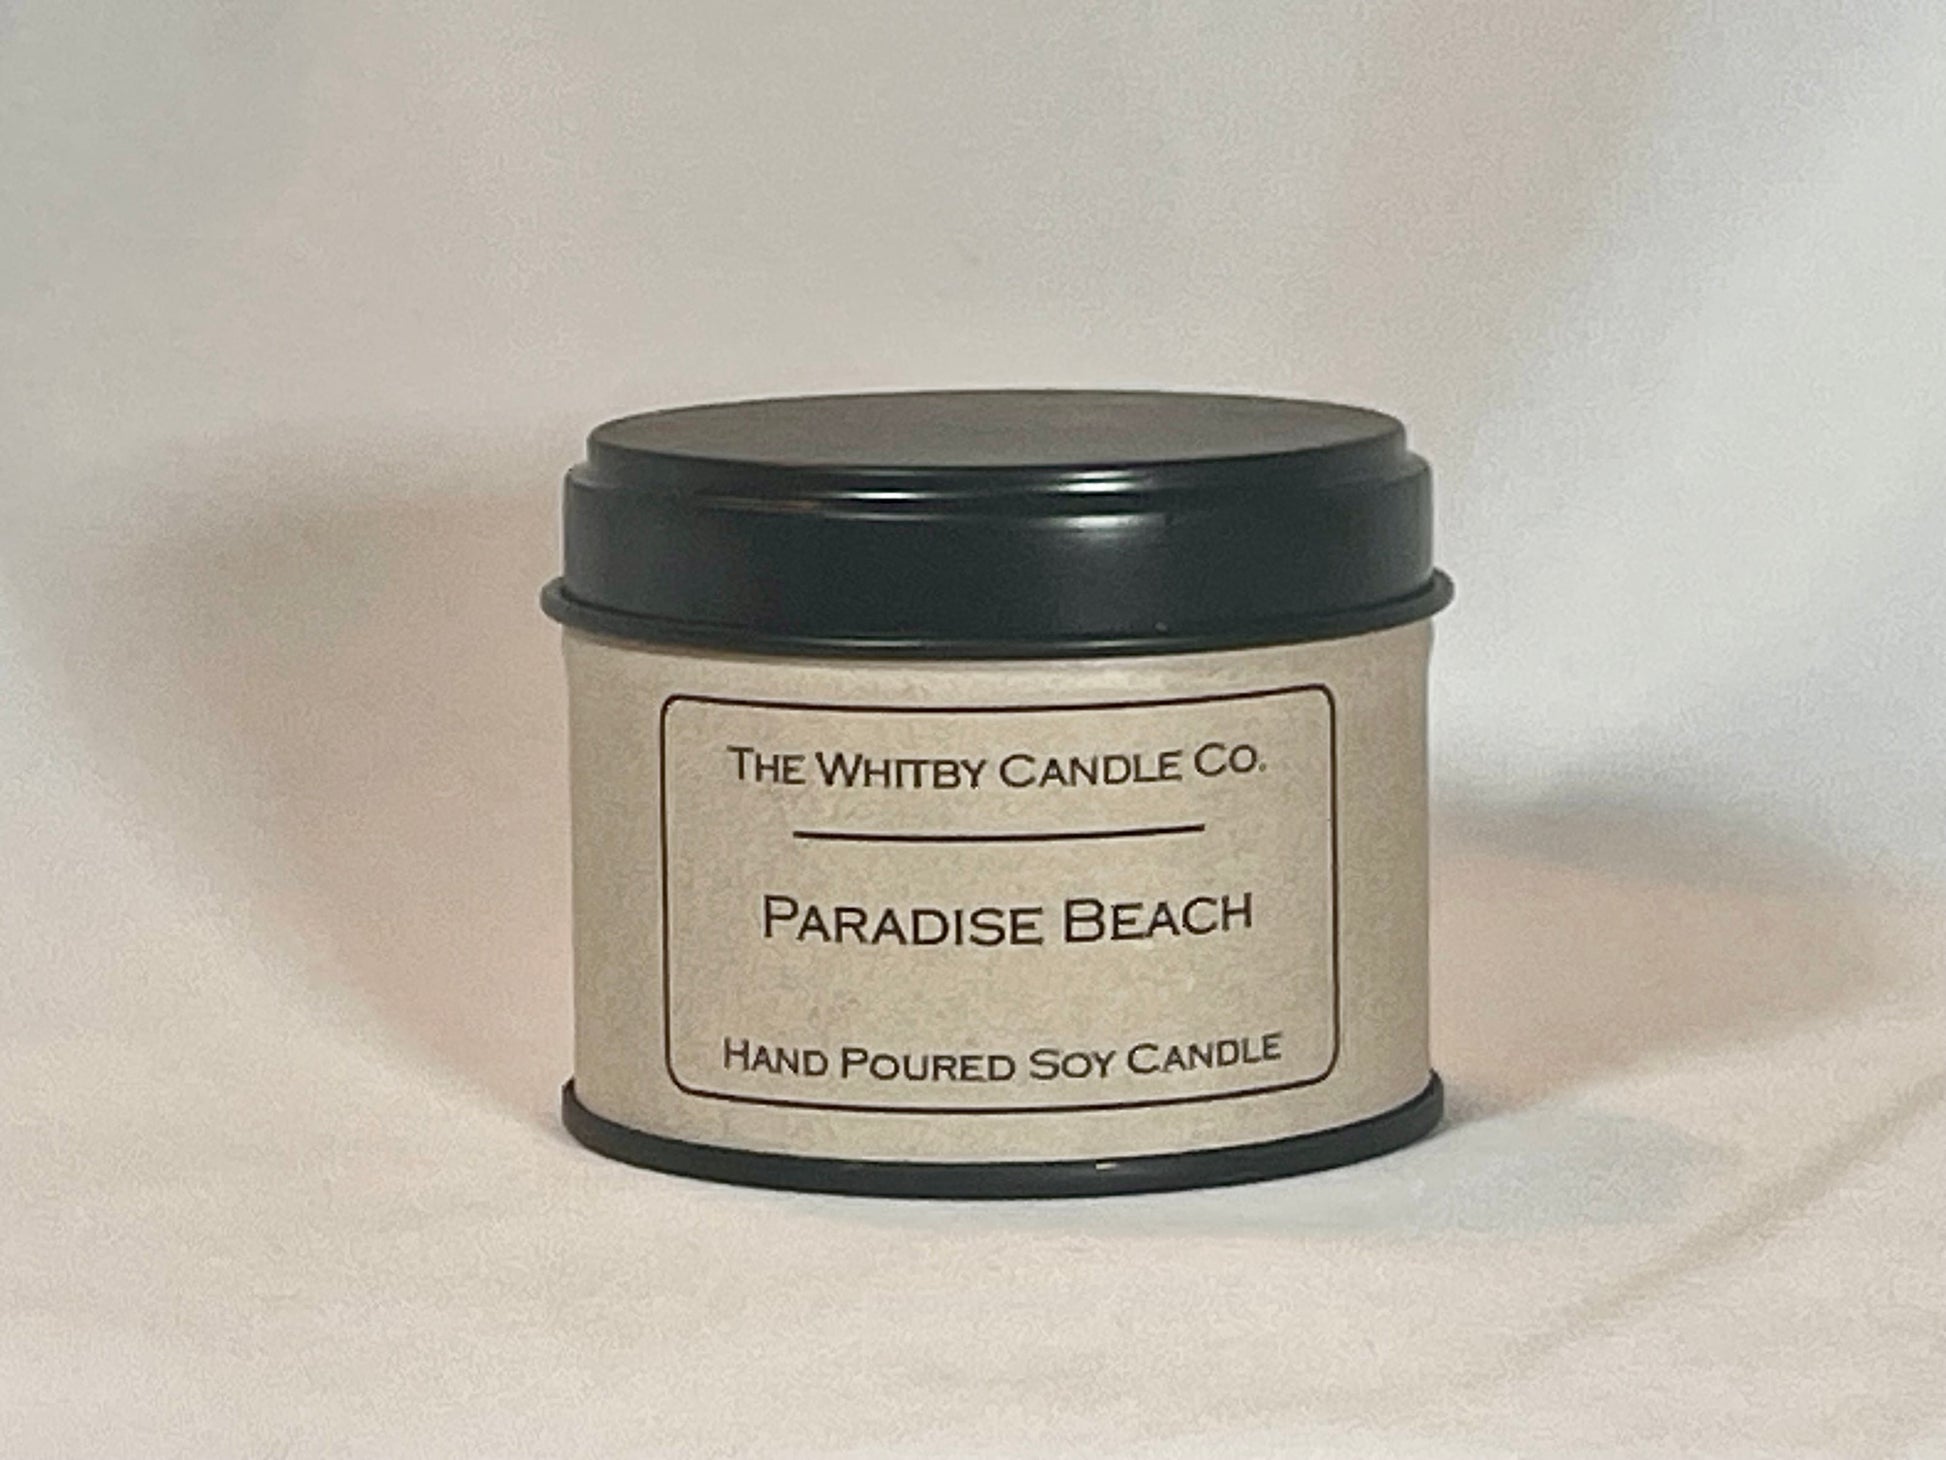 The Whitby Candle Co.
Paradise Beach
Hand Poured Soy Candle